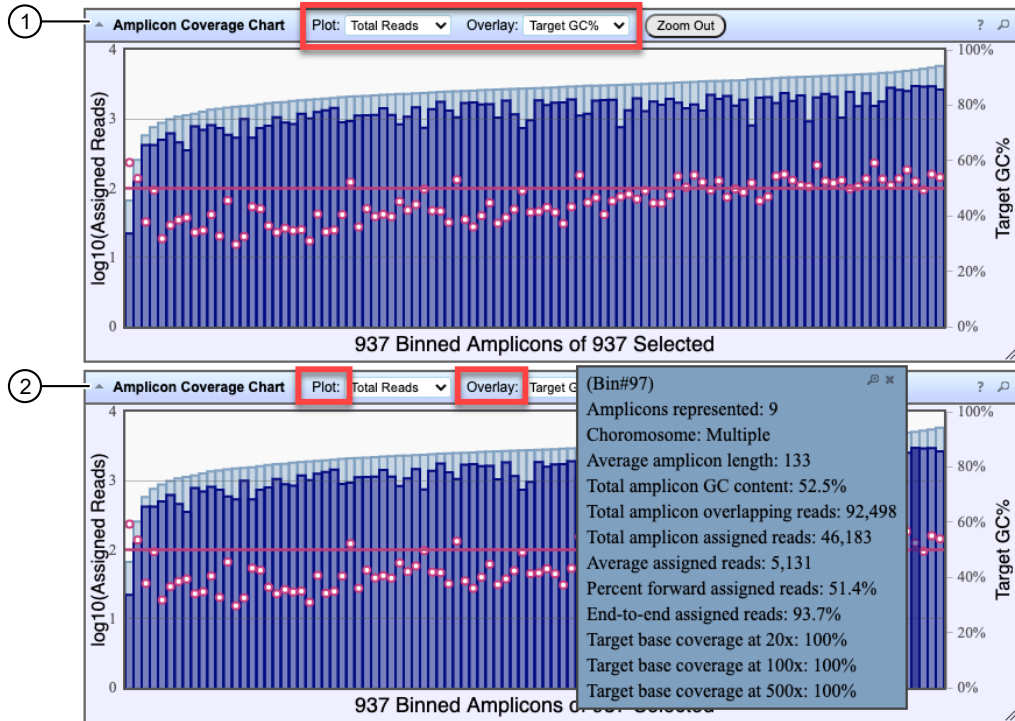 1
Amplicon Coverage Chart Plot: Total Reads Overlay: Target GC% Zoom Out ?
4 100%
80%
3
60%
2
40%
1
20%
0 0%
log10(Assigned Reads)
Target GC%
937 Binned Amplicons of 937 Selected
2
Amplicon Coverage Chart Plot: Total Reads Overlay: Target G ?
4 100%
80%
3
60%
2
40%
1
20%
0 0%
log10(Assigned Reads)
Target GC%
(Bin#97)
Amplicons represented: 9
Choromosome: Multiple
Average amplicon length: 133
Total amplicon GC content: 52.5%
Total amplicon overlapping reads: 92,498
Total amplicon assigned reads: 46,183
Average assigned reads: 5,131
Percent forward assigned reads: 51.4%
End-to-end assigned reads: 93.7%
Target base coverage at 20x: 100%
Target base coverage at 100x: 100%
Target base coverage at 500x: 100%
937 Binned Amplicons of 937 Selected